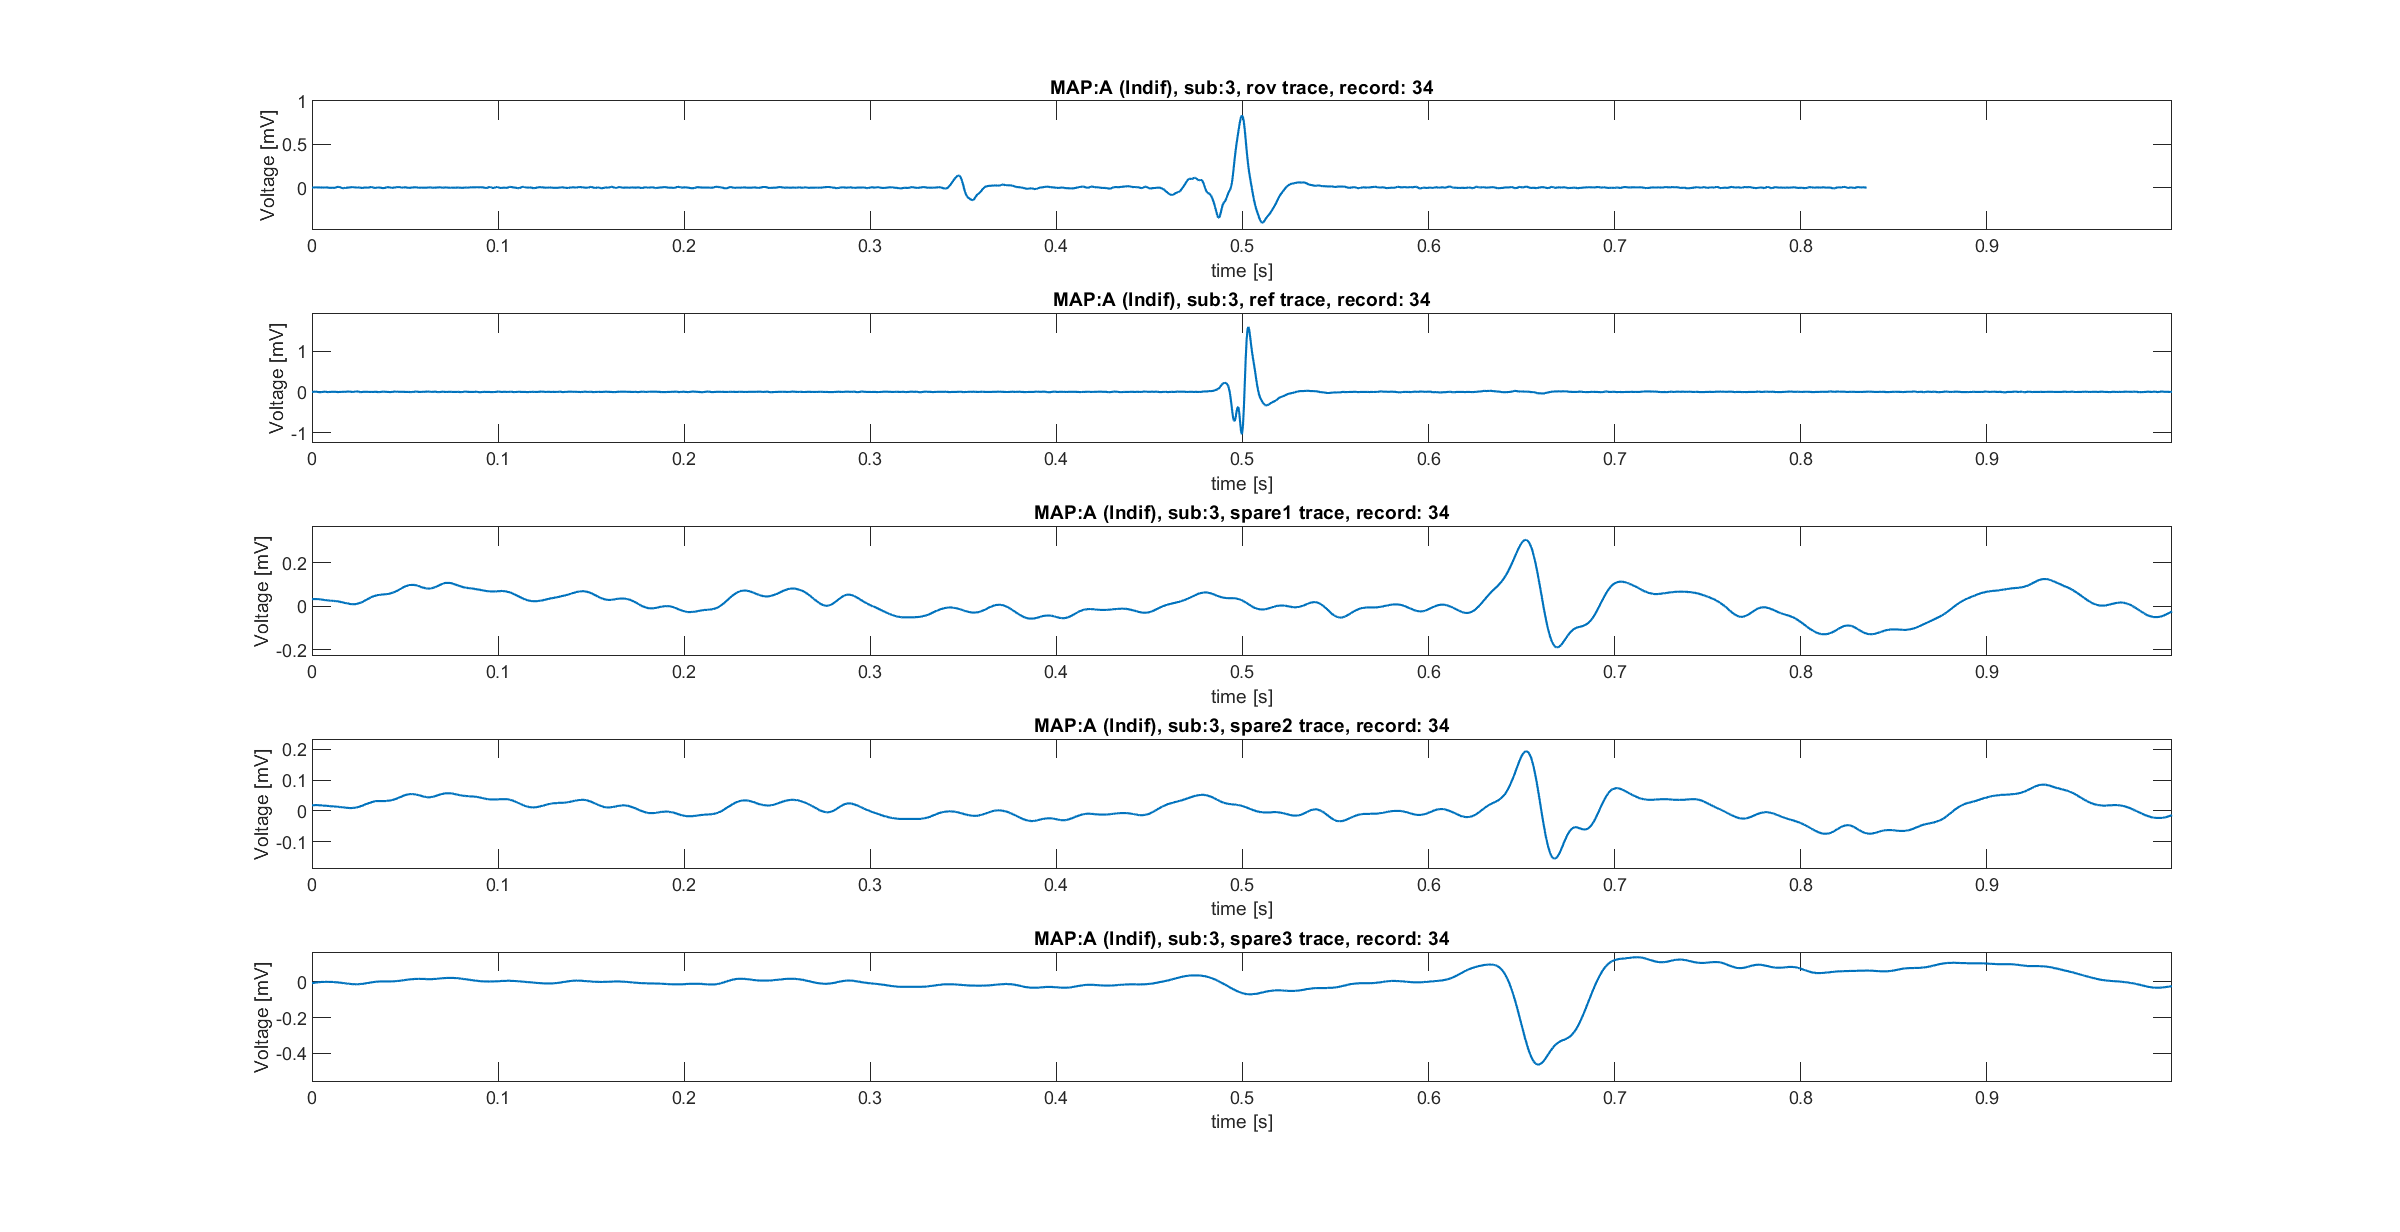 MAP:A (Indif), sub:3, rov trace, record: 34
Voltage [mV]
1
0.5
0
0 0.1 0.2 0.3 0.4 0.5 0.6 0.7 0.8 0.9
time [s]
MAP:A (Indif), sub:3, ref trace, record: 34
Voltage [mV]
1
0
-1
0 0.1 0.2 0.3 0.4 0.5 0.6 0.7 0.8 0.9
time [s]
MAP:A (Indif), sub:3, spare1 trace, record: 34
Voltage [mV]
0.2
0
-0.2
0 0.1 0.2 0.3 0.4 0.5 0.6 0.7 0.8 0.9
time [s]
MAP:A (Indif), sub:3, spare2 trace, record: 34
Voltage [mV]
0.2
0.1
0
-0.1
0 0.1 0.2 0.3 0.4 0.5 0.6 0.7 0.8 0.9
time [s]
MAP:A (Indif), sub:3, spare3 trace, record: 34
Voltage [mV]
0
-0.2
-0.4
0 0.1 0.2 0.3 0.4 0.5 0.6 0.7 0.8 0.9
time [s]